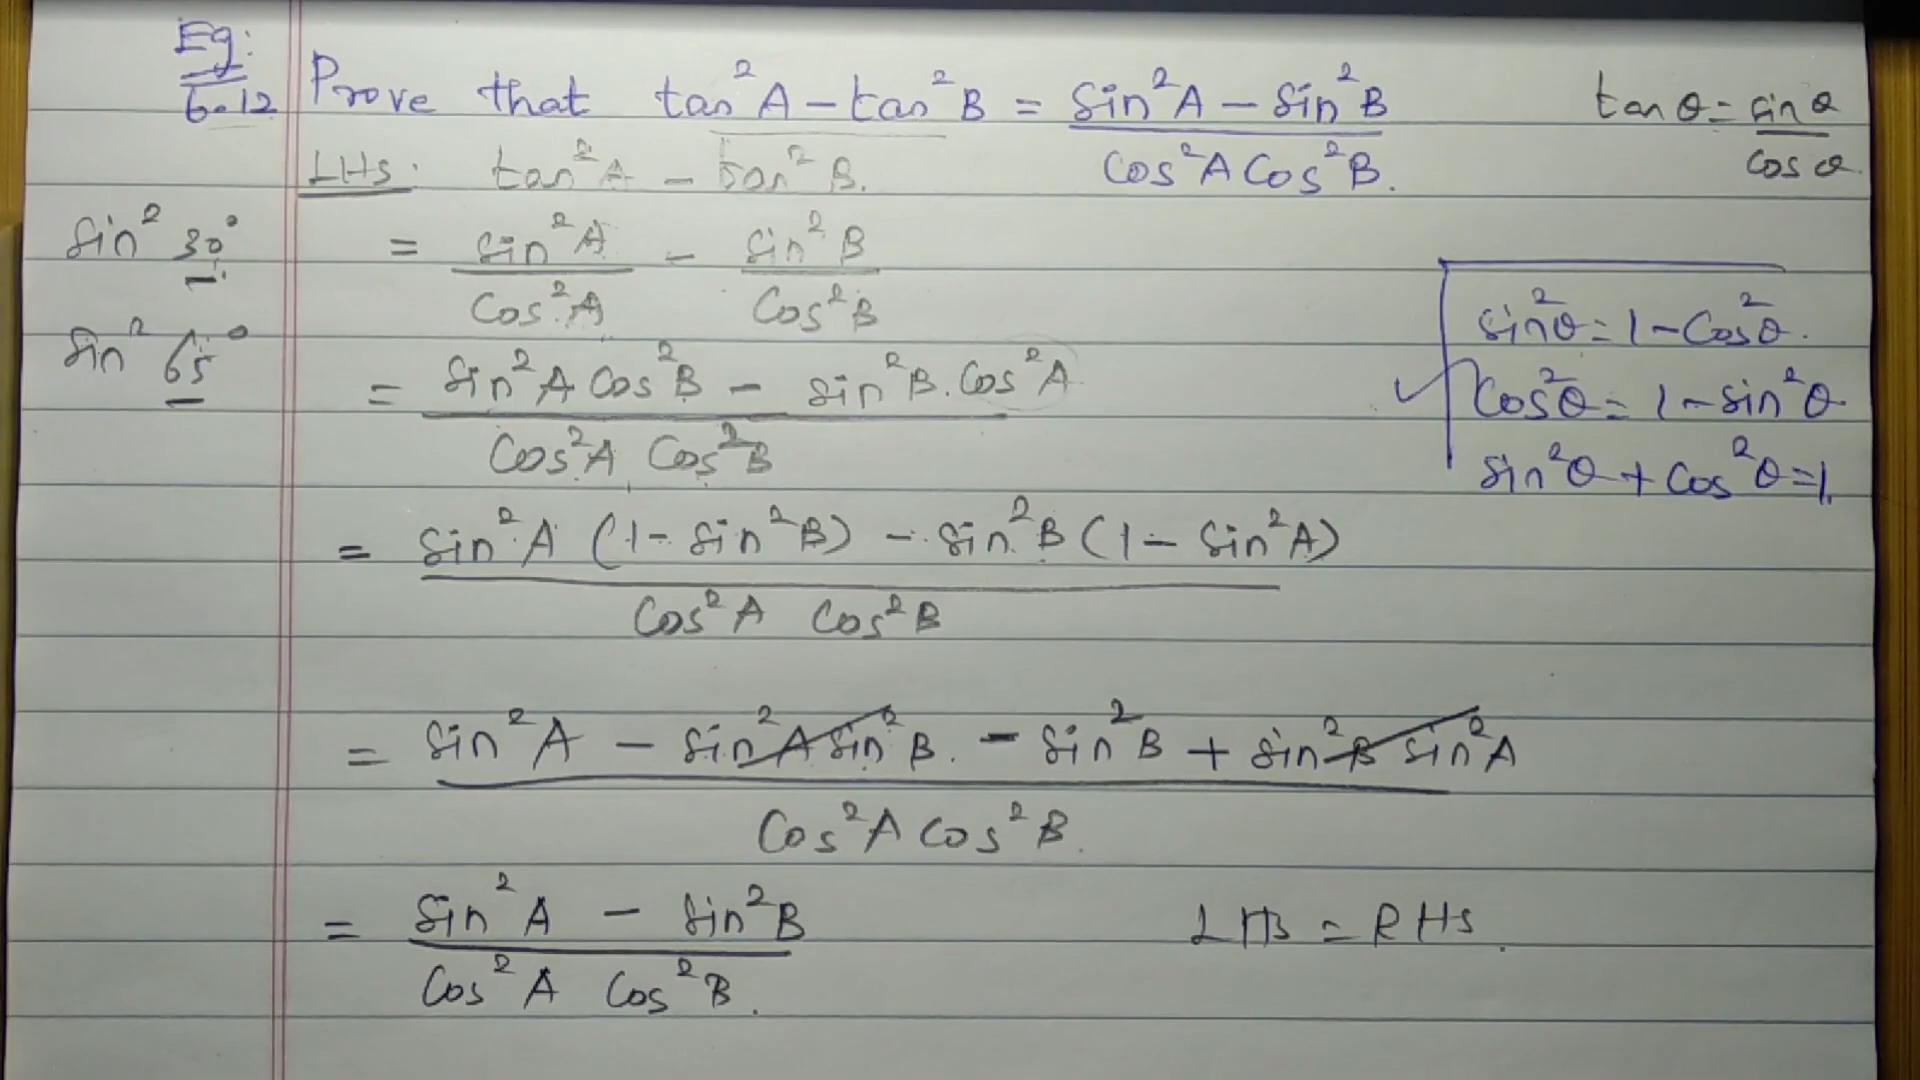 Eg:
6.12
Prove that tan²A - tan²B = sin²A - sin²B / Cos²A Cos²B.
tanθ = sinθ / cosθ.
LHS: tan²A - tan²B.
sin² 30°
= sin²A / Cos²A - sin²B / Cos²B
sin² 65°
sin²θ = 1 - Cos²θ.
= sin²A Cos²B - sin²B. Cos²A / Cos²A Cos²B
Cos²θ = 1 - sin²θ
sin²θ + Cos²θ = 1.
= sin²A (1 - sin²B) - sin²B (1 - sin²A) / Cos²A Cos²B
= sin²A - sin²A sin²B. - sin²B + sin²B sin²A / Cos²A Cos²B.
= sin²A - sin²B / Cos²A Cos²B.
LHS = RHS.